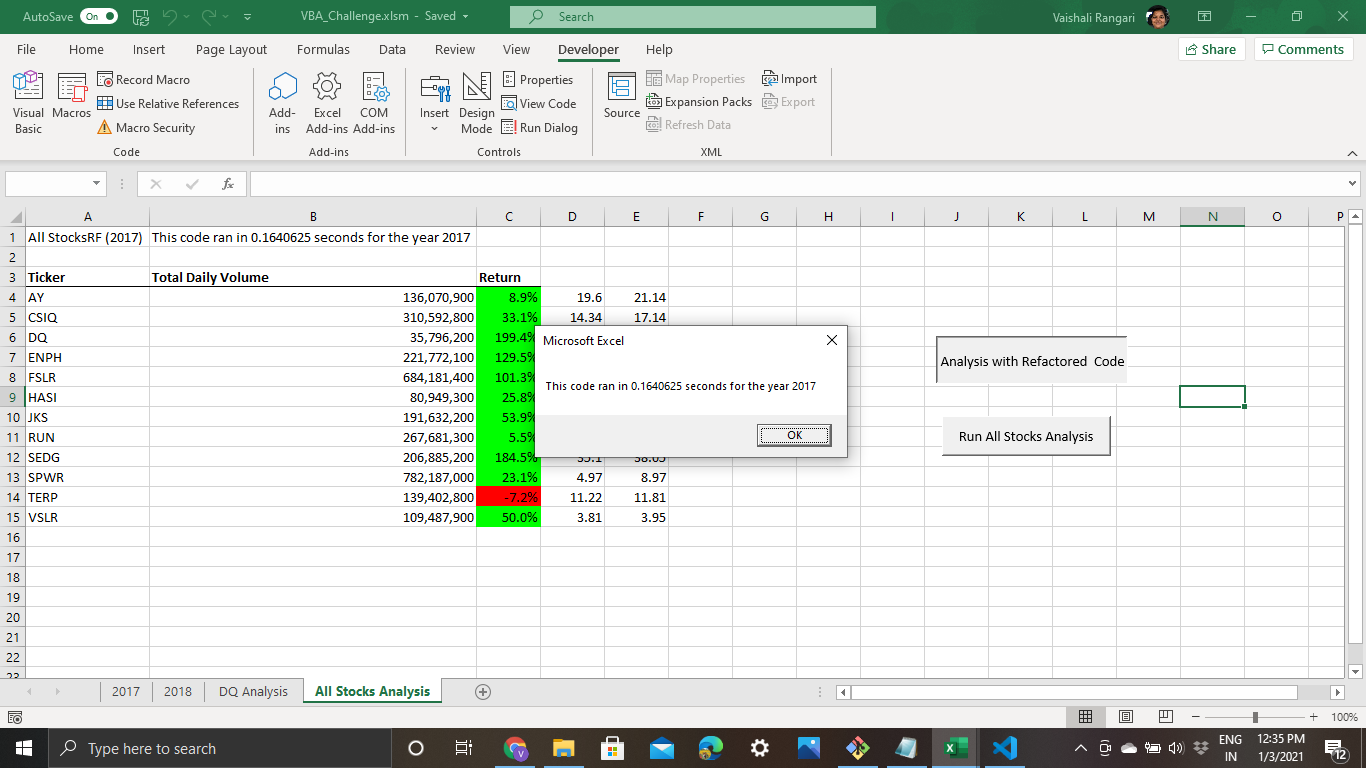 AutoSave On VBA_Challenge.xlsm - Saved Search Vaishali Rangari
File Home Insert Page Layout Formulas Data Review View Developer Help Share Comments
Visual Basic Macros Record Macro Use Relative References Macro Security
Add-ins Excel Add-ins COM Add-ins
Insert Design Mode Properties View Code Run Dialog
Source Map Properties Expansion Packs Refresh Data Import Export
Code Add-ins Controls XML
fx
A B C D E F G H I J K L M N O P
1 All StocksRF (2017) This code ran in 0.1640625 seconds for the year 2017
2
3 Ticker Total Daily Volume Return
4 AY 136,070,900 8.9% 19.6 21.14
5 CSIQ 310,592,800 33.1% 14.34 17.14
6 DQ 35,796,200 199.4%
7 ENPH 221,772,100 129.5%
8 FSLR 684,181,400 101.3%
9 HASI 80,949,300 25.8%
10 JKS 191,632,200 53.9%
11 RUN 267,681,300 5.5%
12 SEDG 206,885,200 184.5%
13 SPWR 782,187,000 23.1% 4.97 8.97
14 TERP 139,402,800 -7.2% 11.22 11.81
15 VSLR 109,487,900 50.0% 3.81 3.95
16
17
18
19
20
21
22
Microsoft Excel
This code ran in 0.1640625 seconds for the year 2017
OK
Analysis with Refactored Code
Run All Stocks Analysis
2017 2018 DQ Analysis All Stocks Analysis
100%
Type here to search
ENG
IN
12:35 PM
1/3/2021
12